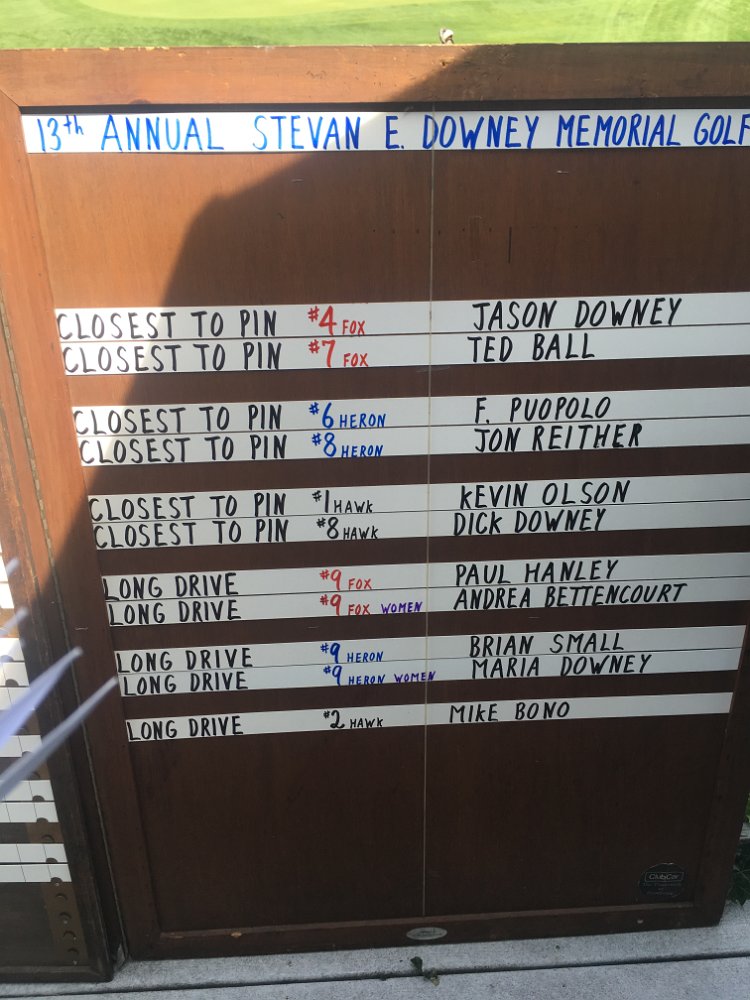 13th ANNUAL STEVAN E. DOWNEY MEMORIAL GOLF
CLOSEST TO PIN #4 FOX JASON DOWNEY
CLOSEST TO PIN #7 FOX TED BALL
CLOSEST TO PIN #6 HERON F. PUOPOLO
CLOSEST TO PIN #8 HERON JON REITHER
CLOSEST TO PIN #1 HAWK KEVIN OLSON
CLOSEST TO PIN #8 HAWK DICK DOWNEY
LONG DRIVE #9 FOX PAUL HANLEY
LONG DRIVE #9 FOX WOMEN ANDREA BETTENCOURT
LONG DRIVE #9 HERON BRIAN SMALL
LONG DRIVE #9 HERON WOMEN MARIA DOWNEY
LONG DRIVE #2 HAWK MIKE BONO
ClubCar